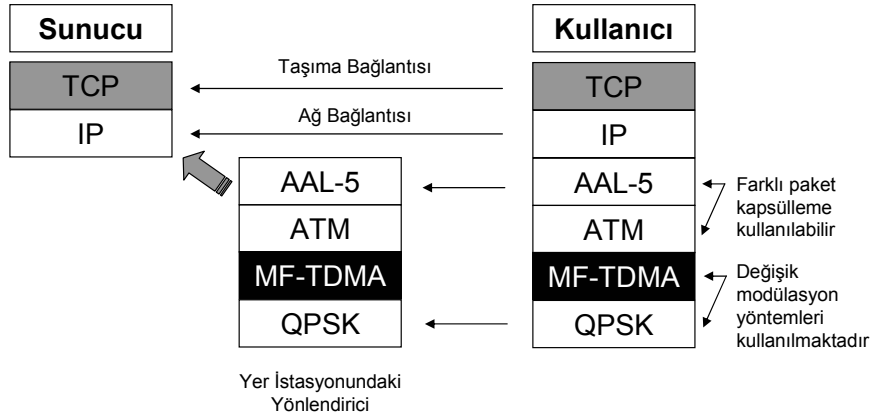 Sunucu
Kullanıcı
TCP
Taşıma Bağlantısı
TCP
IP
Ağ Bağlantısı
IP
AAL-5
AAL-5
Farklı paket
kapsülleme
kullanılabilir
ATM
ATM
MF-TDMA
MF-TDMA
Değişik
modülasyon
yöntemleri
kullanılmaktadır
QPSK
QPSK
Yer İstasyonundaki
Yönlendirici